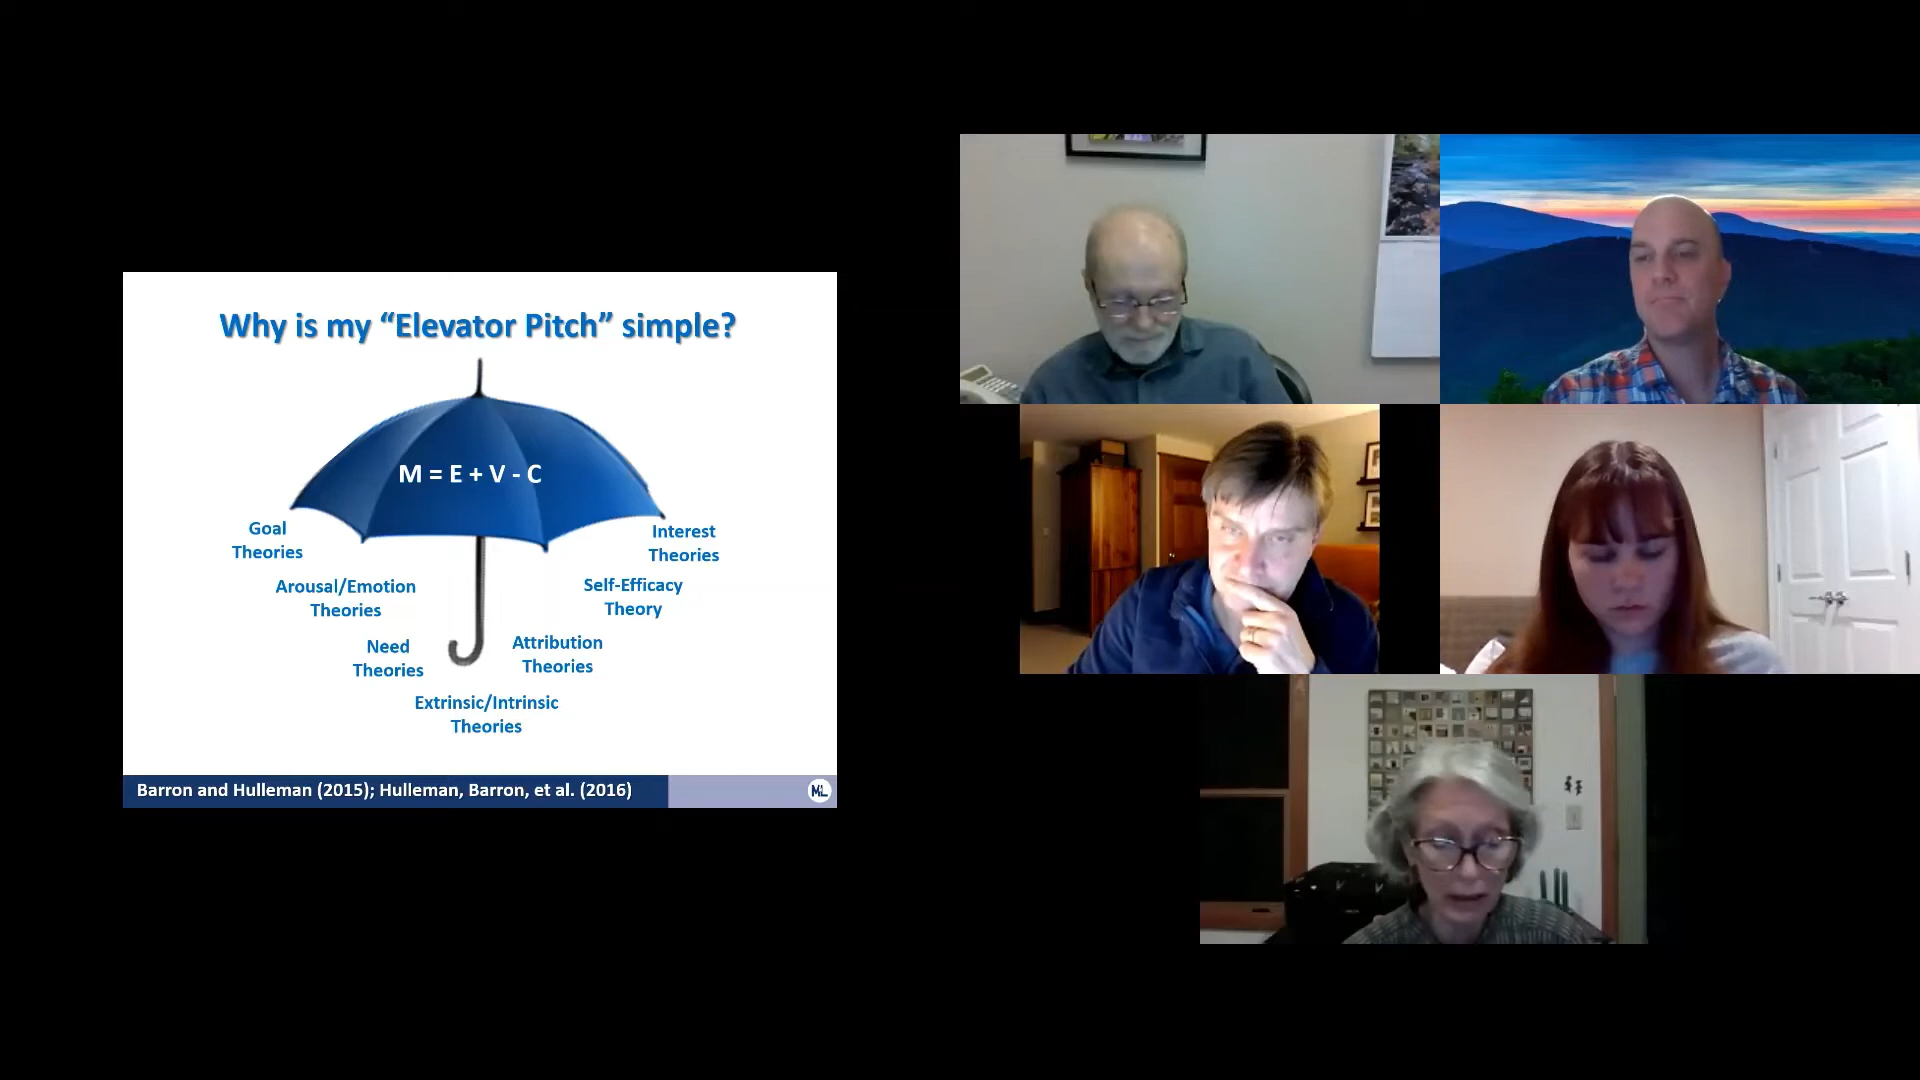 Why is my “Elevator Pitch” simple?
M = E + V - C
Goal
Theories
Interest
Theories
Arousal/Emotion
Theories
Self-Efficacy
Theory
Need
Theories
Attribution
Theories
Extrinsic/Intrinsic
Theories
Barron and Hulleman (2015); Hulleman, Barron, et al. (2016)
ML